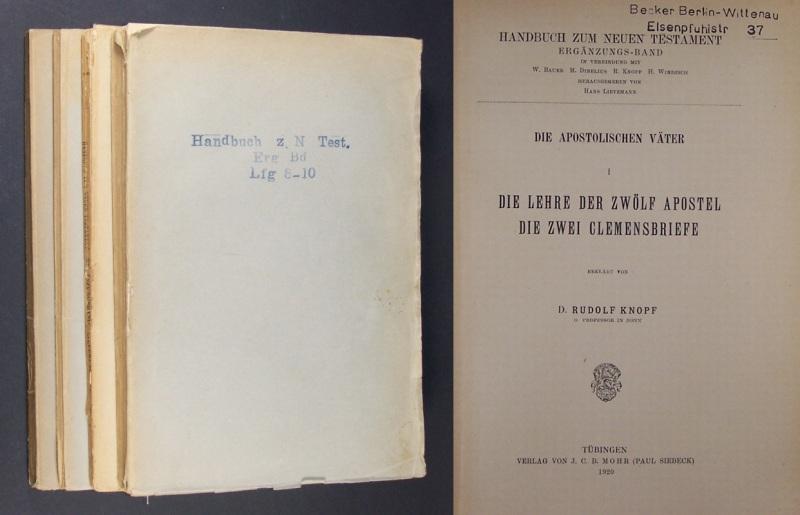 Handbuch z. N Test.
Erg Bd
Lfg 8-10
Becker Berlin-Wittenau
Elsenpfuhlstr 37
HANDBUCH ZUM NEUEN TESTAMENT
ERGÄNZUNGS-BAND
IN VERBINDUNG MIT
W. BAUER M. DIBELIUS R. KNOPF H. WINDISCH
HERAUSGEGEBEN VON
HANS LIETZMANN
DIE APOSTOLISCHEN VÄTER
I
DIE LEHRE DER ZWÖLF APOSTEL
DIE ZWEI CLEMENSBRIEFE
ERKLÄRT VON
D. RUDOLF KNOPF
O. PROFESSOR IN BONN
TÜBINGEN
VERLAG VON J. C. B. MOHR (PAUL SIEBECK)
1920